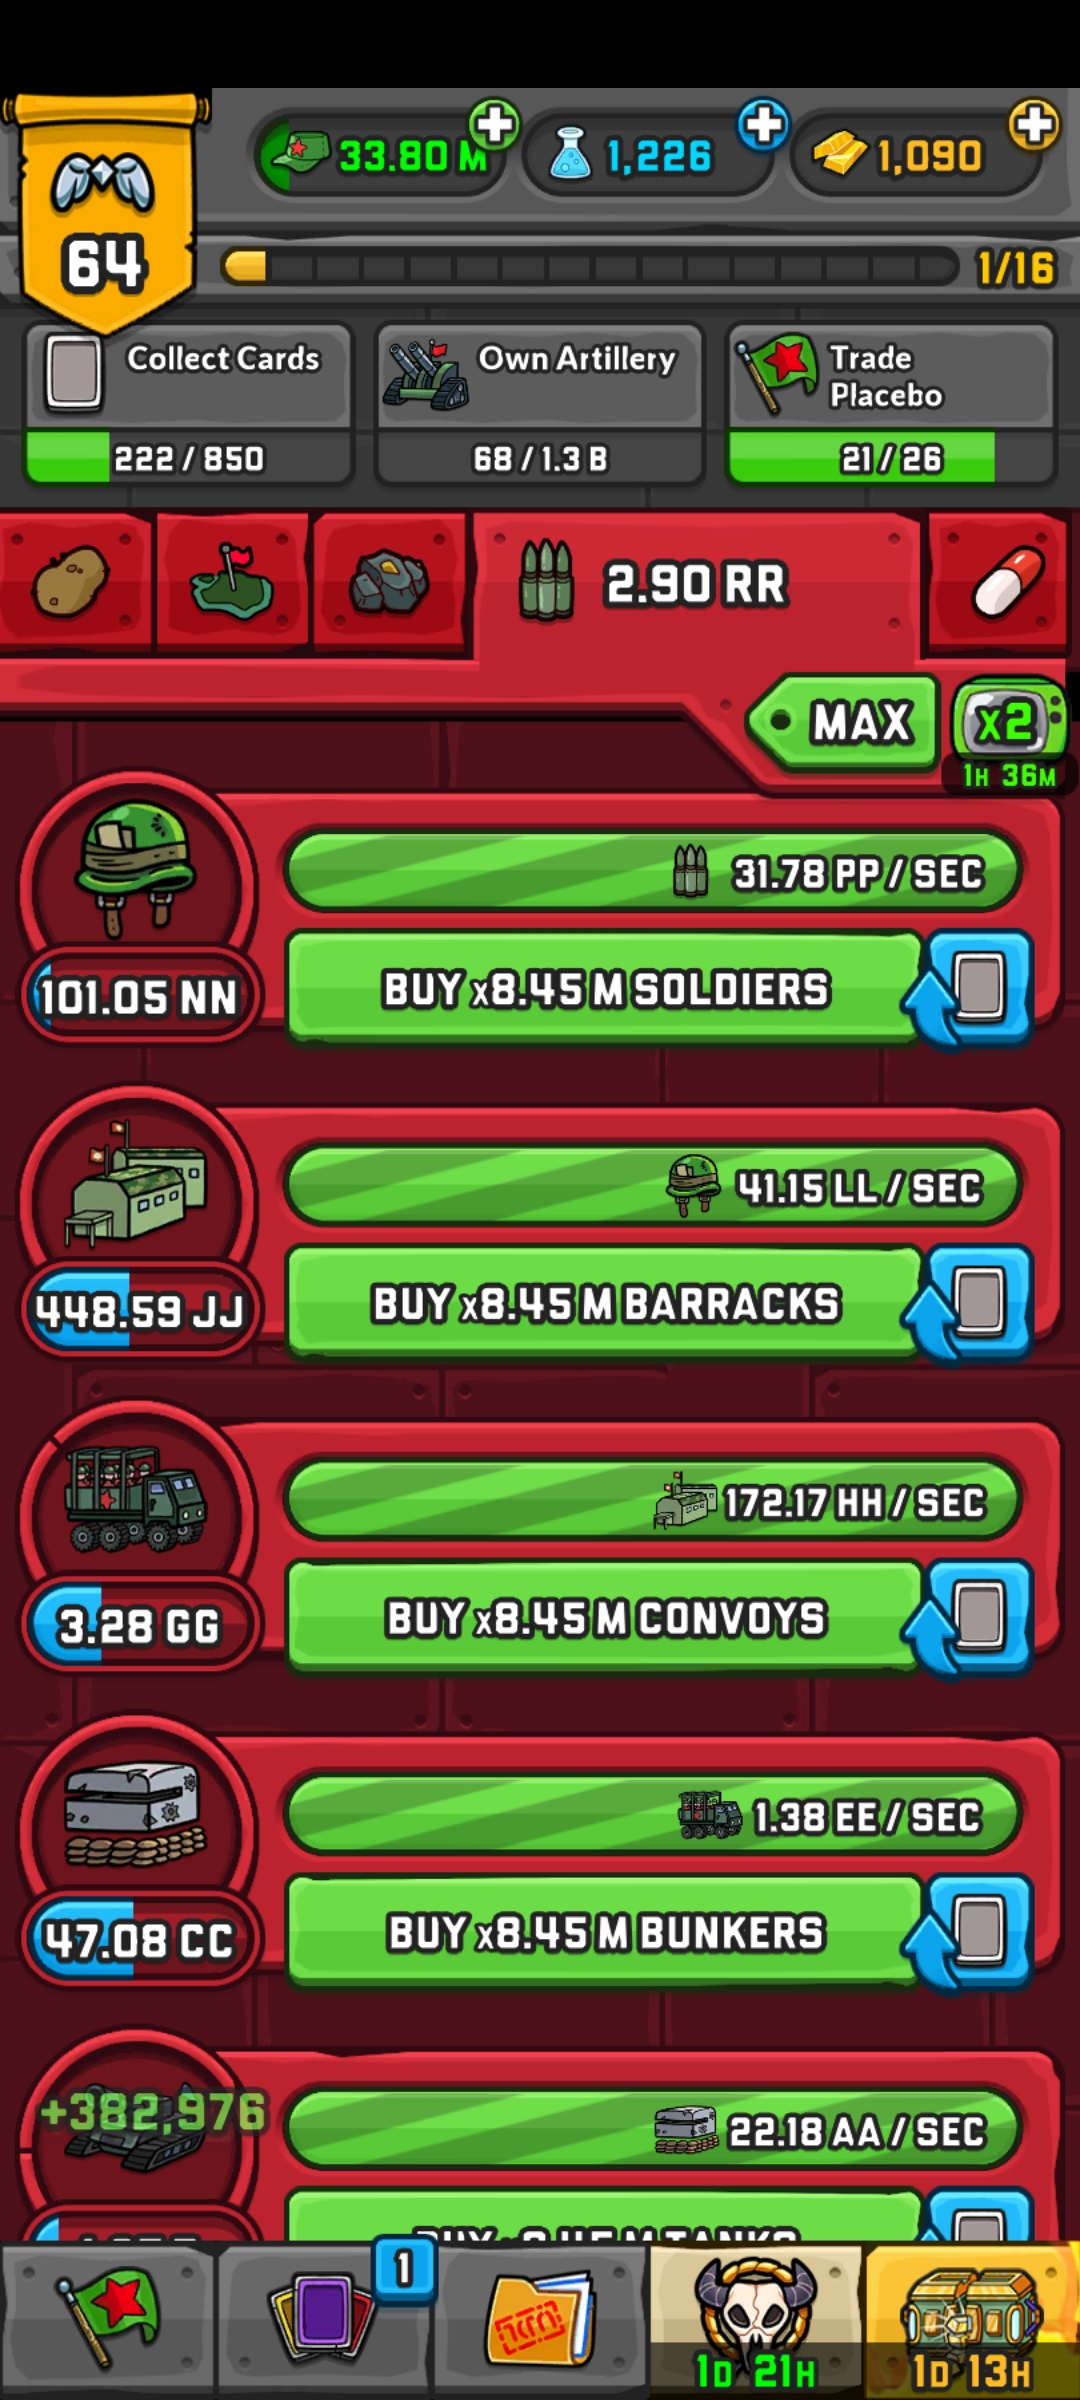 33.80 M
1,226
1,090
64
1/16
Collect Cards
222 / 850
Own Artillery
68 / 1.3 B
Trade
Placebo
21 / 26
2.90 RR
MAX
x2
1H 36M
31.78 PP / SEC
101.05 NN
BUY x8.45 M SOLDIERS
41.15 LL / SEC
448.59 JJ
BUY x8.45 M BARRACKS
172.17 HH / SEC
3.28 GG
BUY x8.45 M CONVOYS
1.38 EE / SEC
47.08 CC
BUY x8.45 M BUNKERS
+382,976
22.18 AA / SEC
BUY x8.45 M TANKS
1
1D 21H
1D 13H